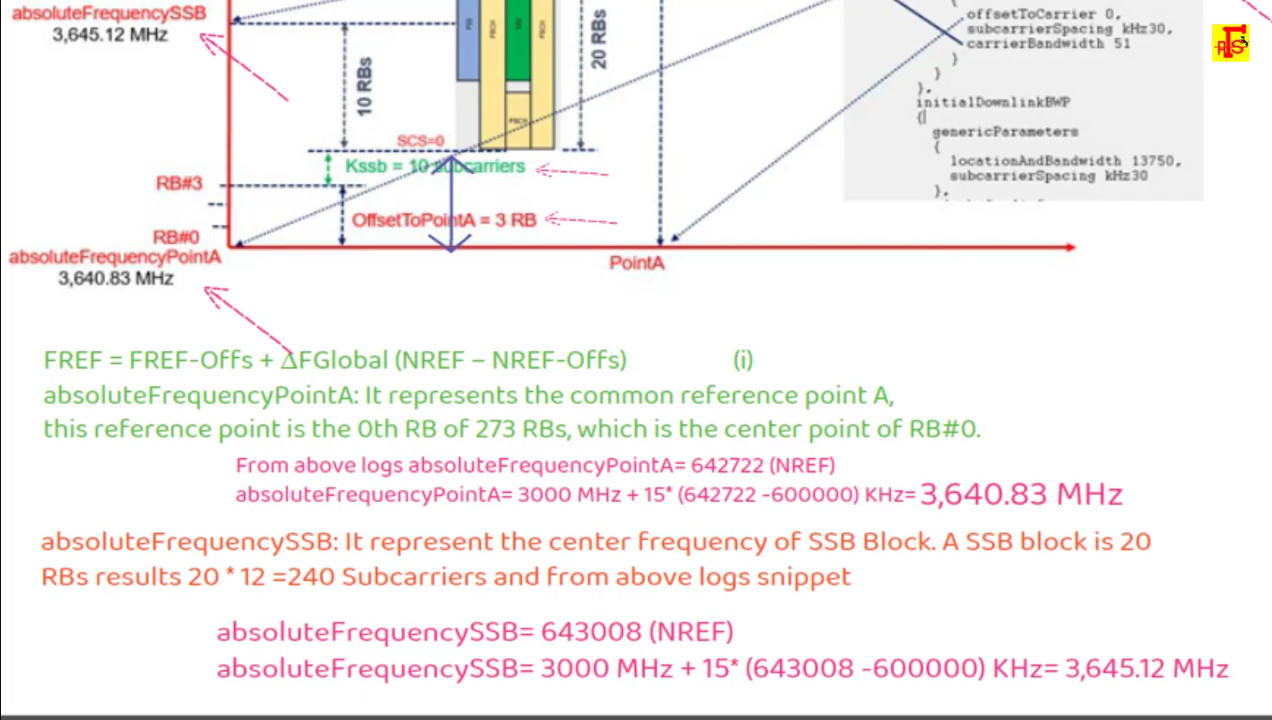 absoluteFrequencySSB
3,645.12 MHz
10 RBs
20 RBs
PBCH
SCS=0
Kssb = 10 subcarriers
RB#3
OffsetToPointA = 3 RB
RB#0
absoluteFrequencyPointA
3,640.83 MHz
PointA
{
offsetToCarrier 0,
subcarrierSpacing kHz30,
carrierBandwidth 51
}
}
},
initialDownlinkBWP
{
genericParameters
{
locationAndBandwidth 13750,
subcarrierSpacing kHz30
},
FREF = FREF-Offs + ΔFGlobal (NREF – NREF-Offs) (i)
absoluteFrequencyPointA: It represents the common reference point A,
this reference point is the 0th RB of 273 RBs, which is the center point of RB#0.
From above logs absoluteFrequencyPointA= 642722 (NREF)
absoluteFrequencyPointA= 3000 MHz + 15* (642722 -600000) KHz= 3,640.83 MHz
absoluteFrequencySSB: It represent the center frequency of SSB Block. A SSB block is 20
RBs results 20 * 12 =240 Subcarriers and from above logs snippet
absoluteFrequencySSB= 643008 (NREF)
absoluteFrequencySSB= 3000 MHz + 15* (643008 -600000) KHz= 3,645.12 MHz